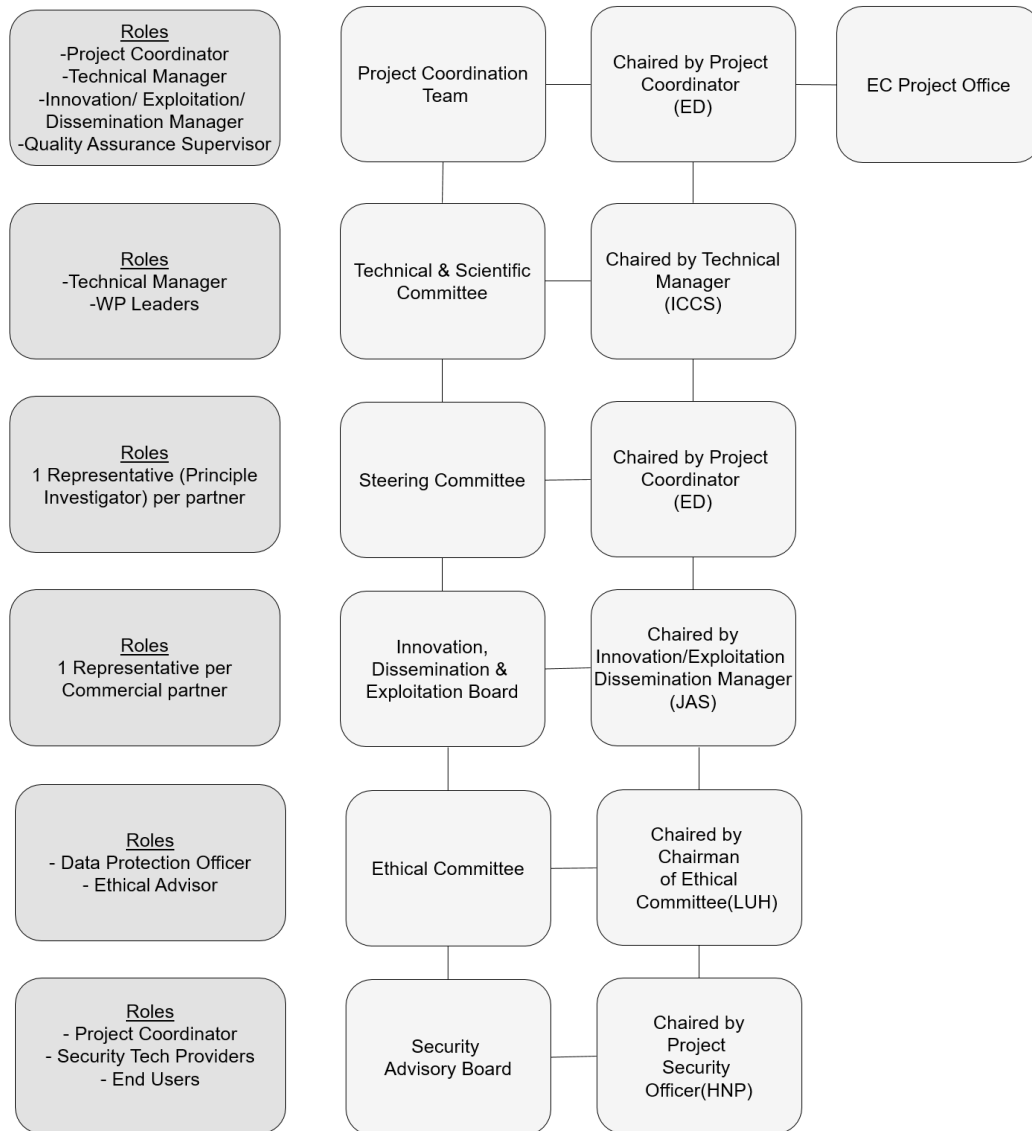 Roles
-Project Coordinator
-Technical Manager
-Innovation/ Exploitation/
Dissemination Manager
-Quality Assurance Supervisor
Project Coordination
Team
Chaired by Project
Coordinator
(ED)
EC Project Office
Roles
-Technical Manager
-WP Leaders
Technical & Scientific
Committee
Chaired by Technical
Manager
(ICCS)
Roles
1 Representative (Principle
Investigator) per partner
Steering Committee
Chaired by Project
Coordinator
(ED)
Roles
1 Representative per
Commercial partner
Innovation,
Dissemination &
Exploitation Board
Chaired by
Innovation/Exploitation
Dissemination Manager
(JAS)
Roles
- Data Protection Officer
- Ethical Advisor
Ethical Committee
Chaired by
Chairman
of Ethical
Committee(LUH)
Roles
- Project Coordinator
- Security Tech Providers
- End Users
Security
Advisory Board
Chaired by
Project
Security
Officer(HNP)